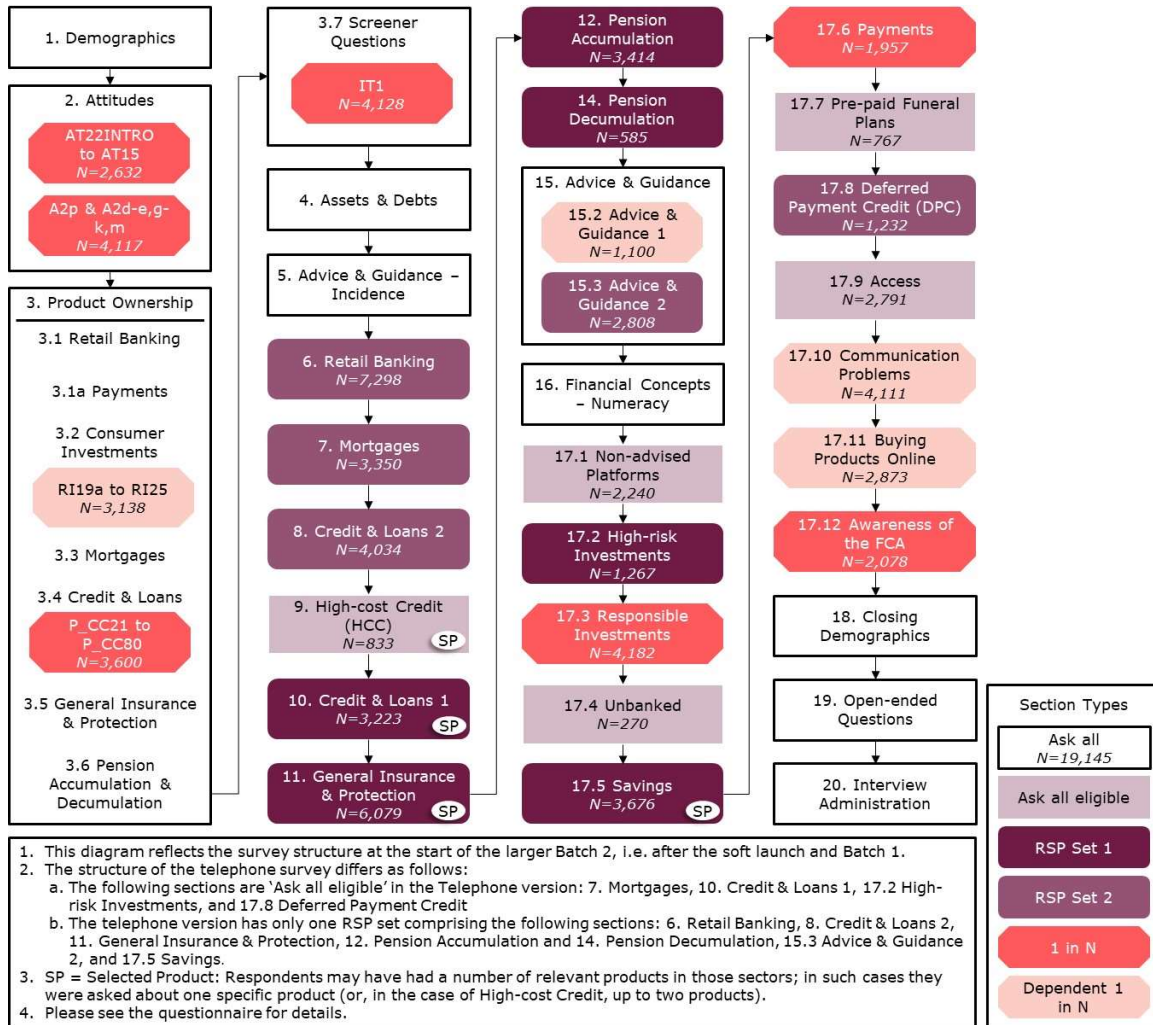 1. Demographics
2. Attitudes
AT22INTRO
to AT15
N=2,632
A2p & A2d-e,g-
k,m
N=4,117
3. Product Ownership
3.1 Retail Banking
3.1a Payments
3.2 Consumer
Investments
RI19a to RI25
N=3,138
3.3 Mortgages
3.4 Credit & Loans
P_CC21 to
P_CC80
N=3,600
3.5 General Insurance
& Protection
3.6 Pension
Accumulation &
Decumulation
3.7 Screener
Questions
IT1
N=4,128
4. Assets & Debts
5. Advice & Guidance –
Incidence
6. Retail Banking
N=7,298
7. Mortgages
N=3,350
8. Credit & Loans 2
N=4,034
9. High-cost Credit
(HCC)
N=833
SP
10. Credit & Loans 1
N=3,223
SP
11. General Insurance
& Protection
N=6,079
SP
12. Pension
Accumulation
N=3,414
14. Pension
Decumulation
N=585
15. Advice & Guidance
15.2 Advice &
Guidance 1
N=1,100
15.3 Advice &
Guidance 2
N=2,808
16. Financial Concepts
– Numeracy
17.1 Non-advised
Platforms
N=2,240
17.2 High-risk
Investments
N=1,267
17.3 Responsible
Investments
N=4,182
17.4 Unbanked
N=270
17.5 Savings
N=3,676
SP
17.6 Payments
N=1,957
17.7 Pre-paid Funeral
Plans
N=767
17.8 Deferred
Payment Credit (DPC)
N=1,232
17.9 Access
N=2,791
17.10 Communication
Problems
N=4,111
17.11 Buying
Products Online
N=2,873
17.12 Awareness of
the FCA
N=2,078
18. Closing
Demographics
19. Open-ended
Questions
20. Interview
Administration
Section Types
Ask all
N=19,145
Ask all eligible
RSP Set 1
RSP Set 2
1 in N
Dependent 1
in N
1. This diagram reflects the survey structure at the start of the larger Batch 2, i.e. after the soft launch and Batch 1.
2. The structure of the telephone survey differs as follows:
a. The following sections are ‘Ask all eligible’ in the Telephone version: 7. Mortgages, 10. Credit & Loans 1, 17.2 High-
risk Investments, and 17.8 Deferred Payment Credit
b. The telephone version has only one RSP set comprising the following sections: 6. Retail Banking, 8. Credit & Loans 2,
11. General Insurance & Protection, 12. Pension Accumulation and 14. Pension Decumulation, 15.3 Advice & Guidance
2, and 17.5 Savings.
3. SP = Selected Product: Respondents may have had a number of relevant products in those sectors; in such cases they
were asked about one specific product (or, in the case of High-cost Credit, up to two products).
4. Please see the questionnaire for details.